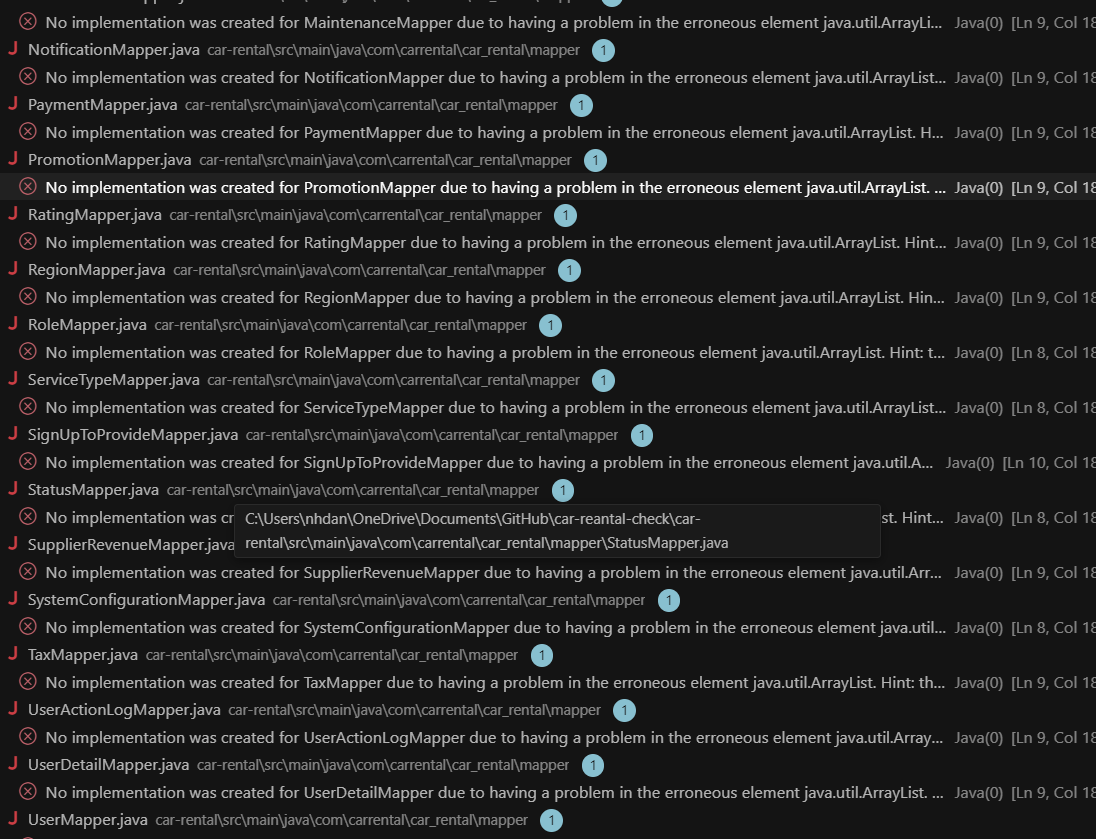 No implementation was created for MaintenanceMapper due to having a problem in the erroneous element java.util.ArrayLi... Java(0) [Ln 9, Col 18
NotificationMapper.java car-rental\src\main\java\com\carrental\car_rental\mapper 1
No implementation was created for NotificationMapper due to having a problem in the erroneous element java.util.ArrayList... Java(0) [Ln 9, Col 18
PaymentMapper.java car-rental\src\main\java\com\carrental\car_rental\mapper 1
No implementation was created for PaymentMapper due to having a problem in the erroneous element java.util.ArrayList. H... Java(0) [Ln 9, Col 18
PromotionMapper.java car-rental\src\main\java\com\carrental\car_rental\mapper 1
No implementation was created for PromotionMapper due to having a problem in the erroneous element java.util.ArrayList. ... Java(0) [Ln 9, Col 18
RatingMapper.java car-rental\src\main\java\com\carrental\car_rental\mapper 1
No implementation was created for RatingMapper due to having a problem in the erroneous element java.util.ArrayList. Hint... Java(0) [Ln 9, Col 18
RegionMapper.java car-rental\src\main\java\com\carrental\car_rental\mapper 1
No implementation was created for RegionMapper due to having a problem in the erroneous element java.util.ArrayList. Hin... Java(0) [Ln 9, Col 18
RoleMapper.java car-rental\src\main\java\com\carrental\car_rental\mapper 1
No implementation was created for RoleMapper due to having a problem in the erroneous element java.util.ArrayList. Hint: t... Java(0) [Ln 8, Col 18
ServiceTypeMapper.java car-rental\src\main\java\com\carrental\car_rental\mapper 1
No implementation was created for ServiceTypeMapper due to having a problem in the erroneous element java.util.ArrayList... Java(0) [Ln 8, Col 18
SignUpToProvideMapper.java car-rental\src\main\java\com\carrental\car_rental\mapper 1
No implementation was created for SignUpToProvideMapper due to having a problem in the erroneous element java.util.A... Java(0) [Ln 10, Col 18
StatusMapper.java car-rental\src\main\java\com\carrental\car_rental\mapper 1
No implementation was cr st. Hint... Java(0) [Ln 8, Col 18
C:\Users\nhdan\OneDrive\Documents\GitHub\car-reantal-check\car-
rental\src\main\java\com\carrental\car_rental\mapper\StatusMapper.java
SupplierRevenueMapper.java
No implementation was created for SupplierRevenueMapper due to having a problem in the erroneous element java.util.Arr... Java(0) [Ln 9, Col 18
SystemConfigurationMapper.java car-rental\src\main\java\com\carrental\car_rental\mapper 1
No implementation was created for SystemConfigurationMapper due to having a problem in the erroneous element java.util... Java(0) [Ln 8, Col 18
TaxMapper.java car-rental\src\main\java\com\carrental\car_rental\mapper 1
No implementation was created for TaxMapper due to having a problem in the erroneous element java.util.ArrayList. Hint: th... Java(0) [Ln 9, Col 18
UserActionLogMapper.java car-rental\src\main\java\com\carrental\car_rental\mapper 1
No implementation was created for UserActionLogMapper due to having a problem in the erroneous element java.util.Array... Java(0) [Ln 9, Col 18
UserDetailMapper.java car-rental\src\main\java\com\carrental\car_rental\mapper 1
No implementation was created for UserDetailMapper due to having a problem in the erroneous element java.util.ArrayList. ... Java(0) [Ln 9, Col 18
UserMapper.java car-rental\src\main\java\com\carrental\car_rental\mapper 1